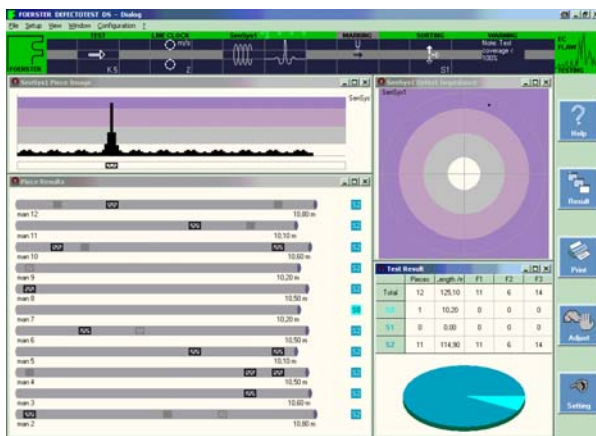 FOERSTER DEFECTOTEST DS - Dialog
File Setup View Window Configuration ?
TEST LINE CLOCK SenSys1 MARKING SORTING WARNING
m/s
Note: Test
coverage <
100%
EC
FLAW
TESTING
FOERSTER K5 Z S1
SenSys1 Piece Image
SenSys
SenSys1 Defect Impedance
SenSys1
Help
Result
Print
Adjust
Setting
Piece Results
S2
man 12 10,80 m
S2
man 11 10,10 m
S2
man 10 10,60 m
S2
man 9 10,20 m
S2
man 8 10,50 m
S0
man 7 10,20 m
S2
man 6 10,50 m
S2
man 5 10,10 m
S2
man 4 10,50 m
S2
man 3 10,60 m
S2
man 2 10,80 m
Test Result
Pieces Length F1 F2 F3
Total 12 125,10 11 6 14
S0 1 10,20 0 0 0
S1 0 0,00 0 0 0
S2 11 114,90 11 6 14